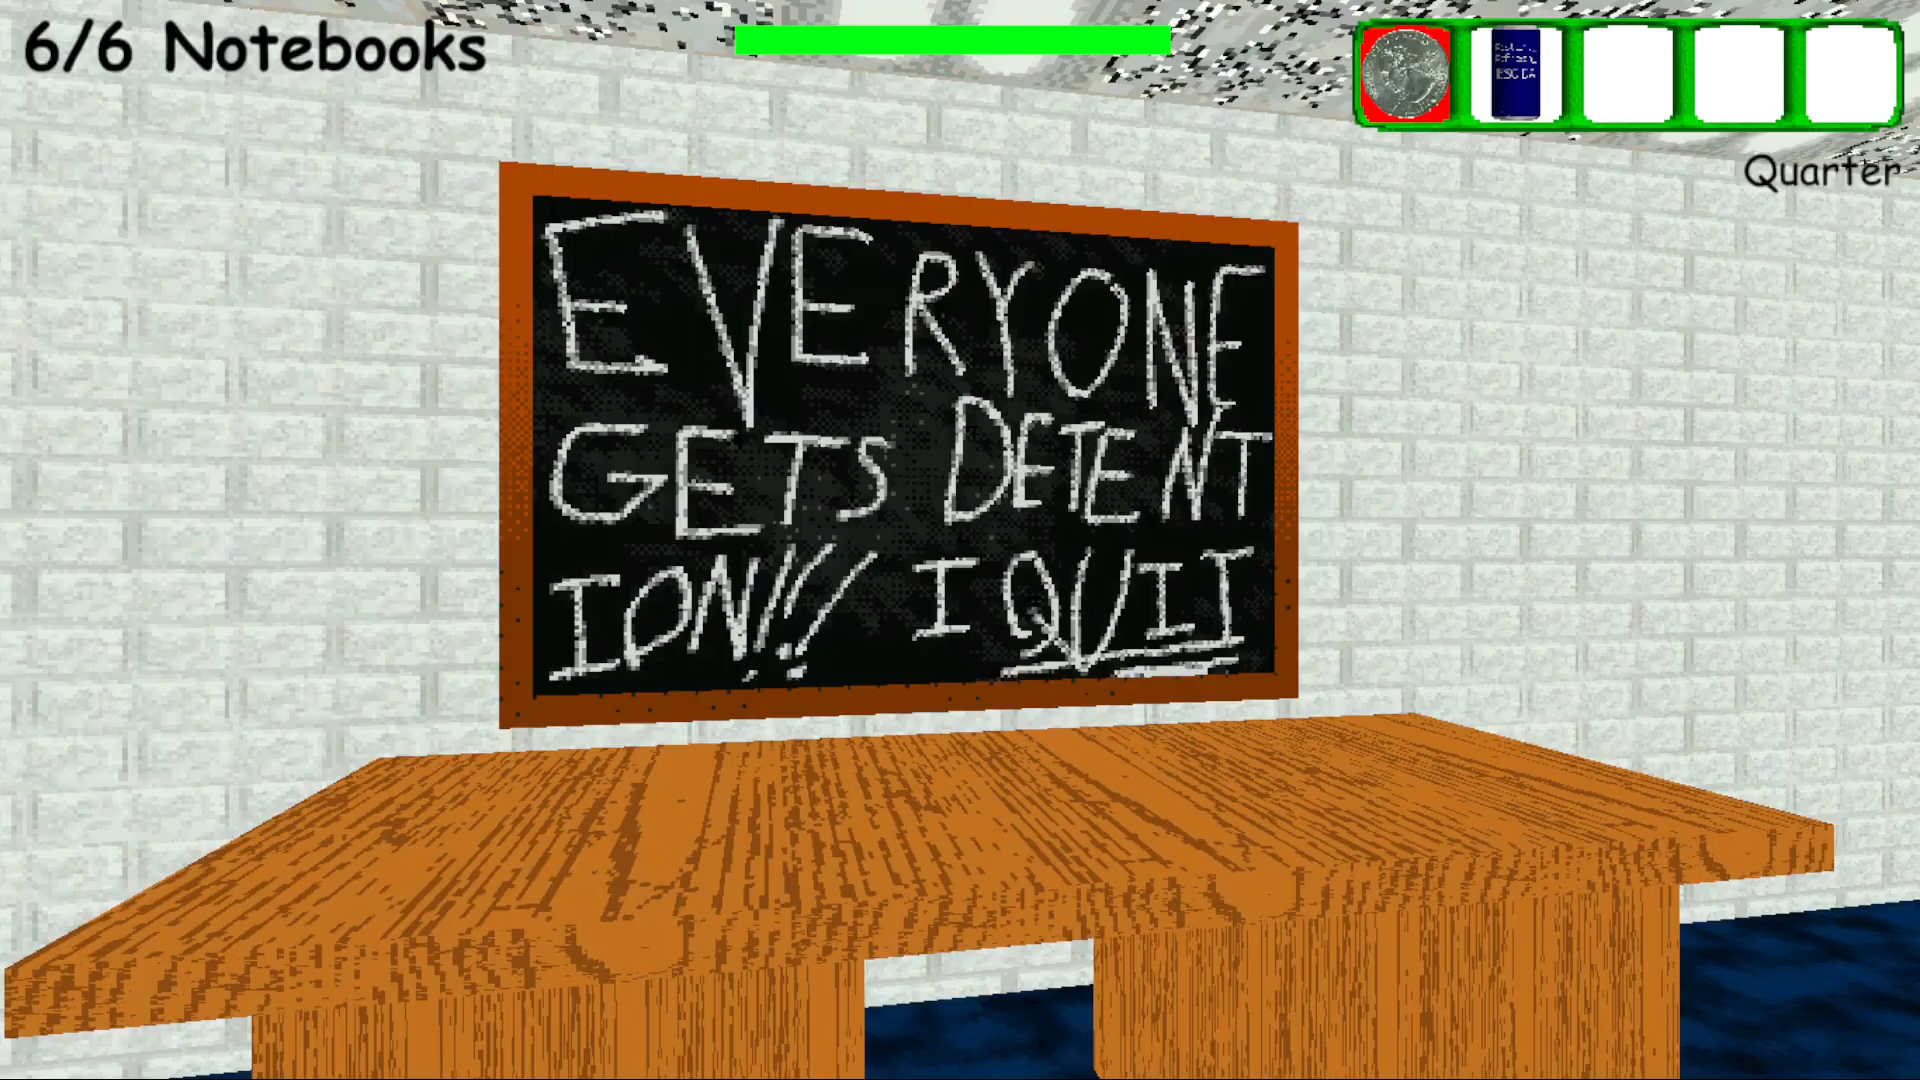 6/6 Notebooks
Quarter
EVERYONE
GETS DETENT
ION!!! I QUIT